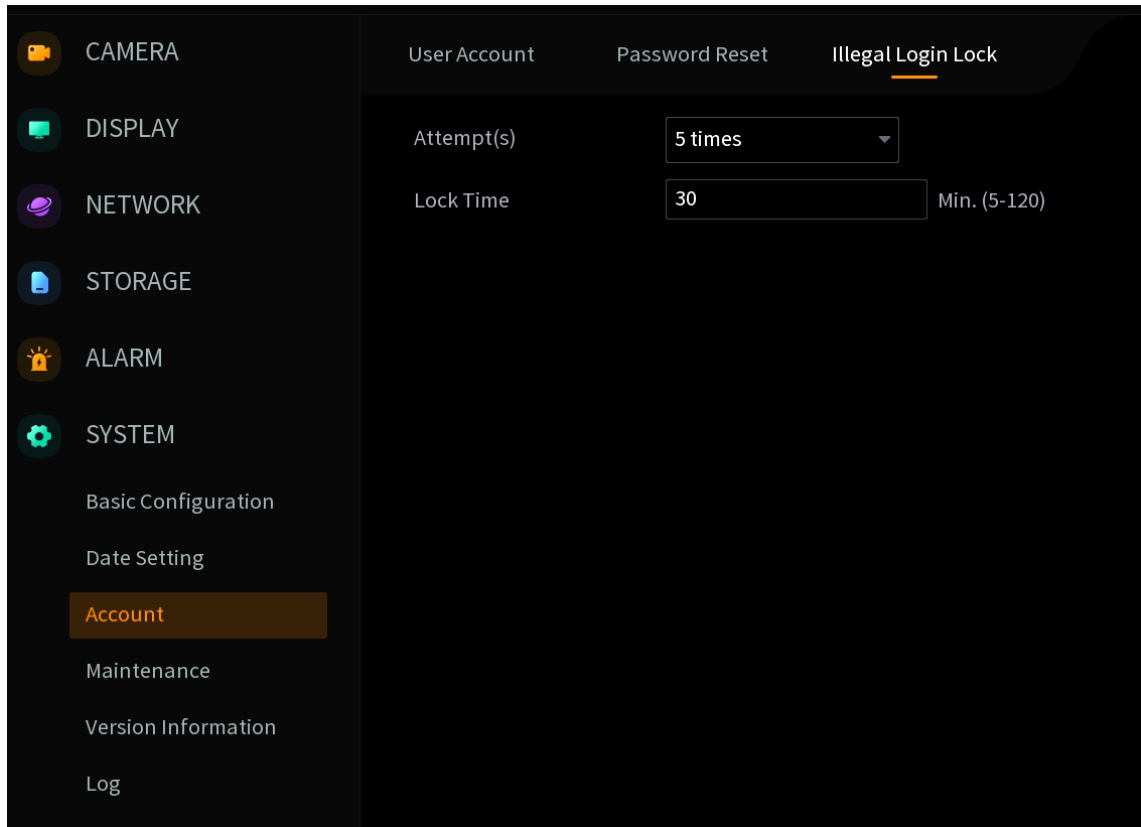 CAMERA
DISPLAY
NETWORK
STORAGE
ALARM
SYSTEM
Basic Configuration
Date Setting
Account
Maintenance
Version Information
Log
User Account Password Reset Illegal Login Lock
Attempt(s) 5 times
Lock Time 30 Min. (5-120)